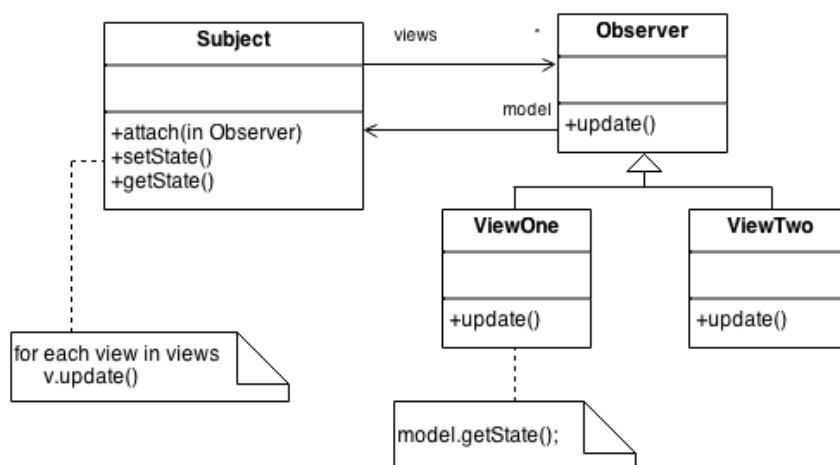 Subject
+attach(in Observer)
+setState()
+getState()
views
*
model
Observer
+update()
ViewOne
+update()
ViewTwo
+update()
for each view in views
v.update()
model.getState();